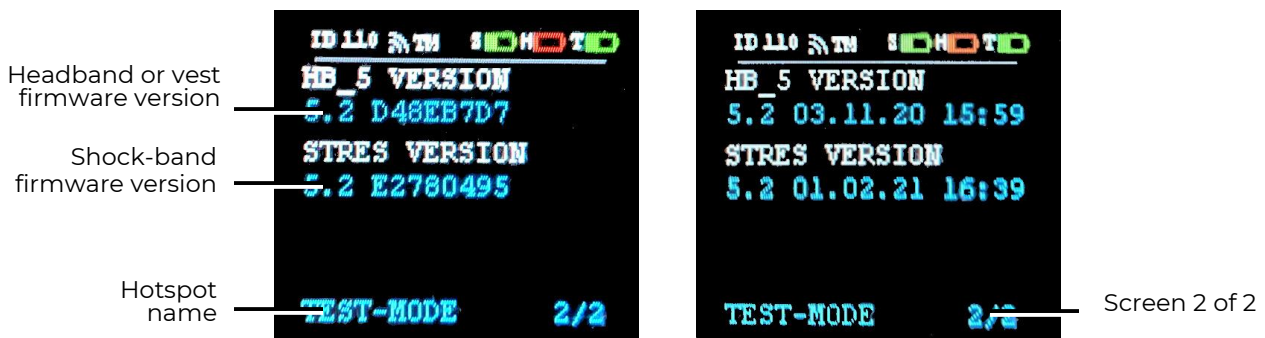 Headband or vest
firmware version
Shock-band
firmware version
Hotspot
name
ID 110 TM S H T
HB_5 VERSION
5.2 D48EB7D7
STRES VERSION
5.2 E2780495
TEST-MODE 2/2
ID 110 TM S H T
HB_5 VERSION
5.2 03.11.20 15:59
STRES VERSION
5.2 01.02.21 16:39
TEST-MODE 2/2
Screen 2 of 2